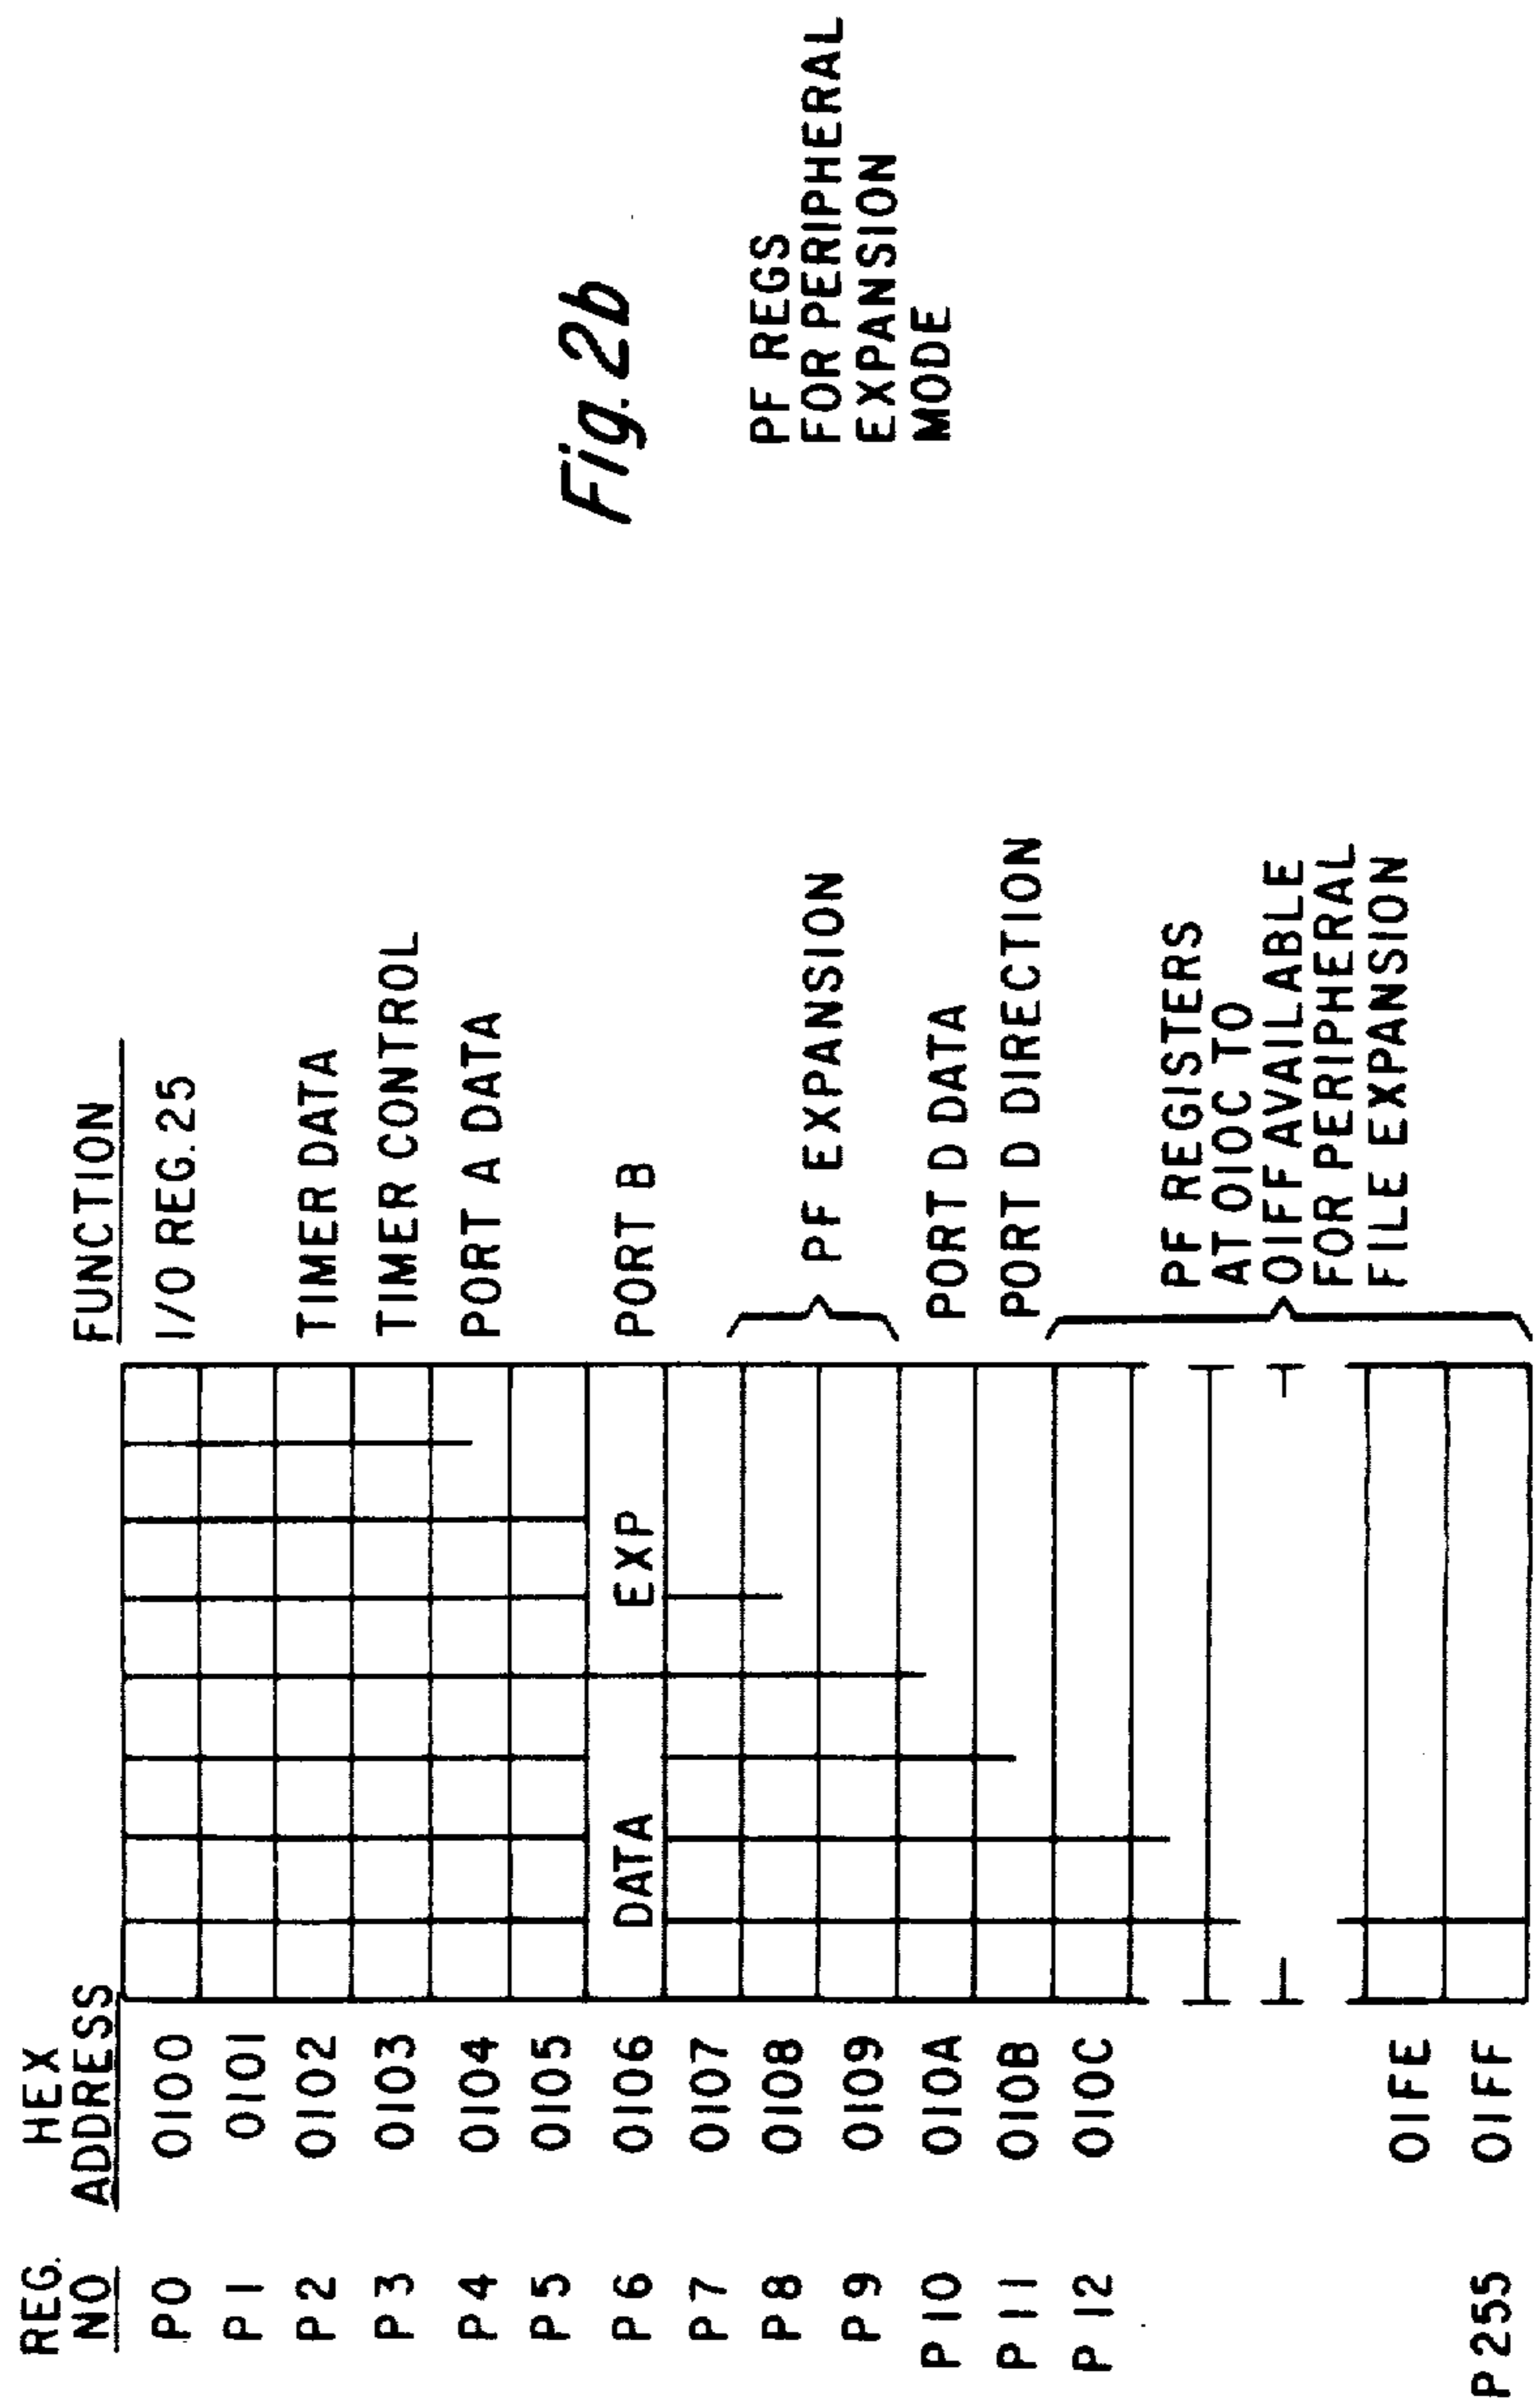 REG. NO HEX ADDRESS FUNCTION
P0 0100 I/O REG. 25
P1 0101
P2 0102 TIMER DATA
P3 0103 TIMER CONTROL
P4 0104 PORT A DATA
P5 0105
P6 0106 DATA EXP PORT B
P7 0107
P8 0108 PF EXPANSION
P9 0109
P10 010A PORT D DATA
P11 010B PORT D DIRECTION
P12 010C
PF REGISTERS
AT 010C TO
01FF AVAILABLE
FOR PERIPHERAL
FILE EXPANSION
01FE
P255 01FF
Fig. 2b
PF REGS
FOR PERIPHERAL
EXPANSION
MODE